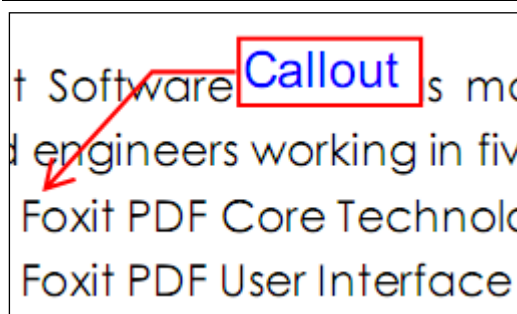 t Software Callout s mo
engineers working in fiv
Foxit PDF Core Technolo
Foxit PDF User Interface